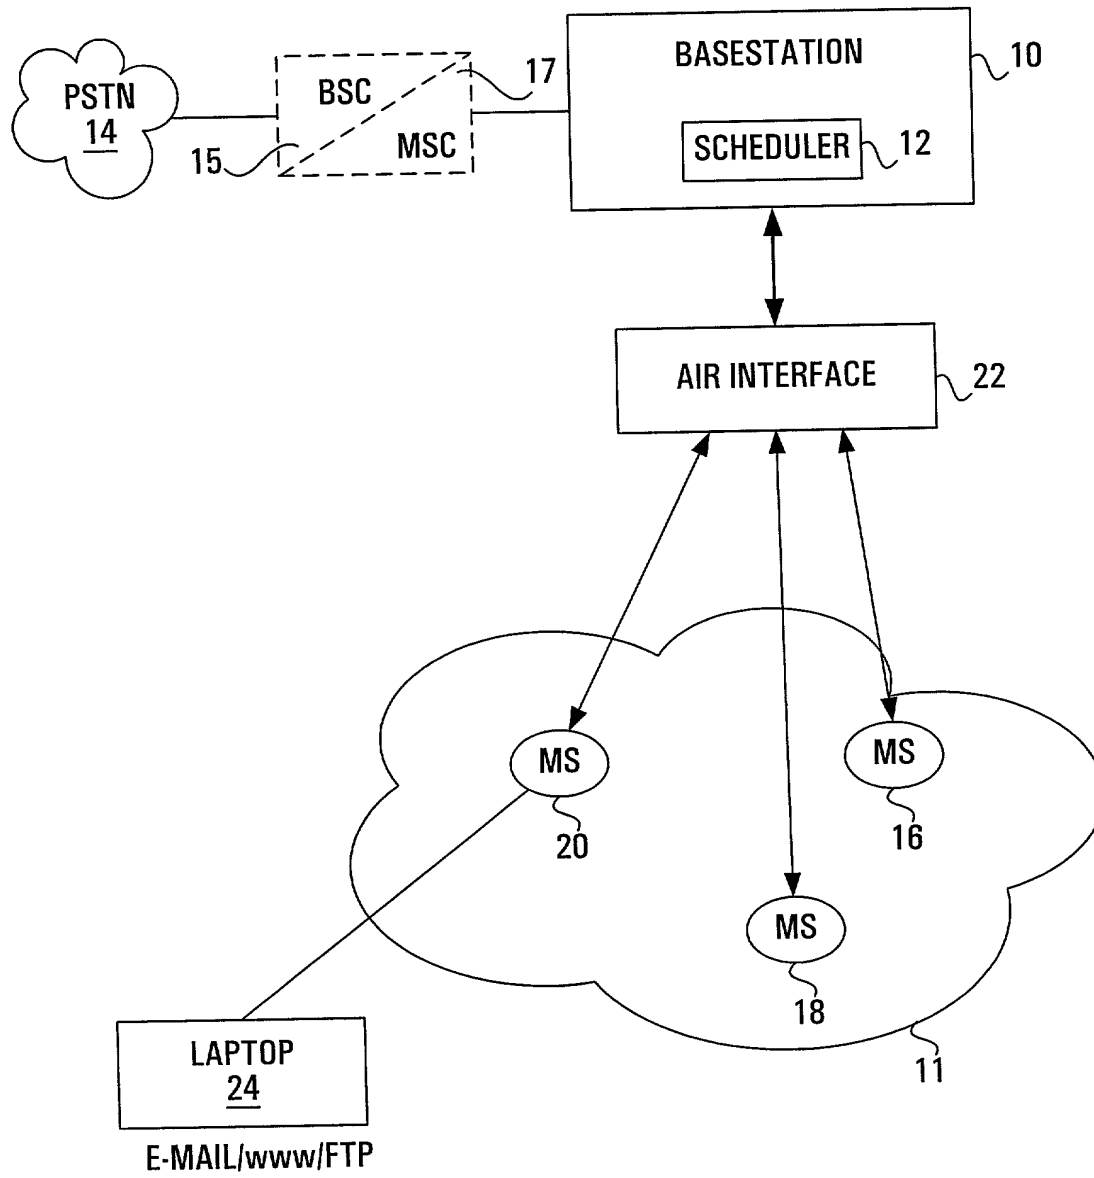 PSTN
14
BSC
17
15
MSC
BASESTATION
10
SCHEDULER
12
AIR INTERFACE
22
MS
20
MS
16
MS
18
11
LAPTOP
24
E-MAIL/www/FTP